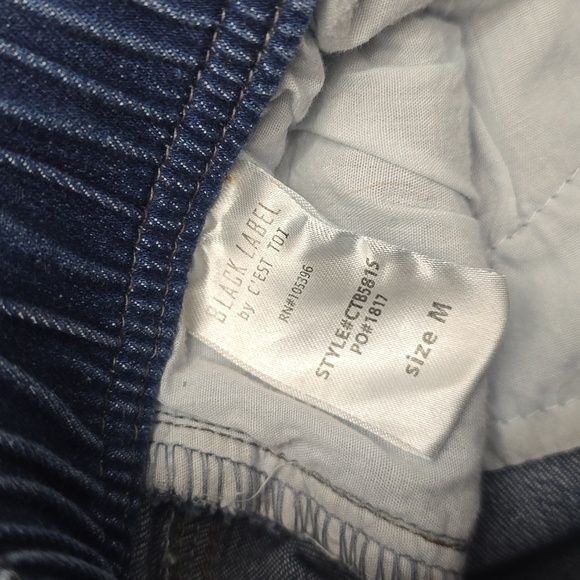 BLACK LABEL
by C'EST TOI
RN#105396
STYLE#CTB5815
PO#1817
size M